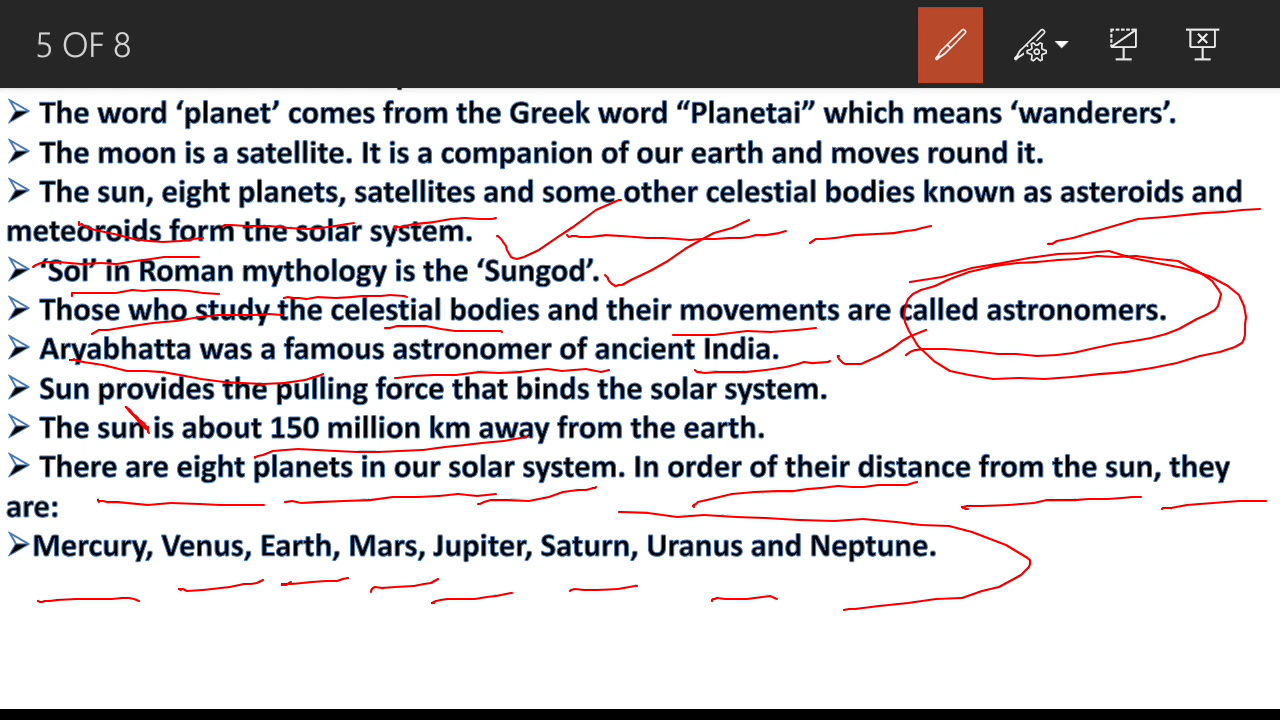 5 OF 8
➤ The word ‘planet’ comes from the Greek word “Planetai” which means ‘wanderers’.
➤ The moon is a satellite. It is a companion of our earth and moves round it.
➤ The sun, eight planets, satellites and some other celestial bodies known as asteroids and
meteoroids form the solar system.
➤ ‘Sol’ in Roman mythology is the ‘Sungod’.
➤ Those who study the celestial bodies and their movements are called astronomers.
➤ Aryabhatta was a famous astronomer of ancient India.
➤ Sun provides the pulling force that binds the solar system.
➤ The sun is about 150 million km away from the earth.
➤ There are eight planets in our solar system. In order of their distance from the sun, they
are:
➤Mercury, Venus, Earth, Mars, Jupiter, Saturn, Uranus and Neptune.